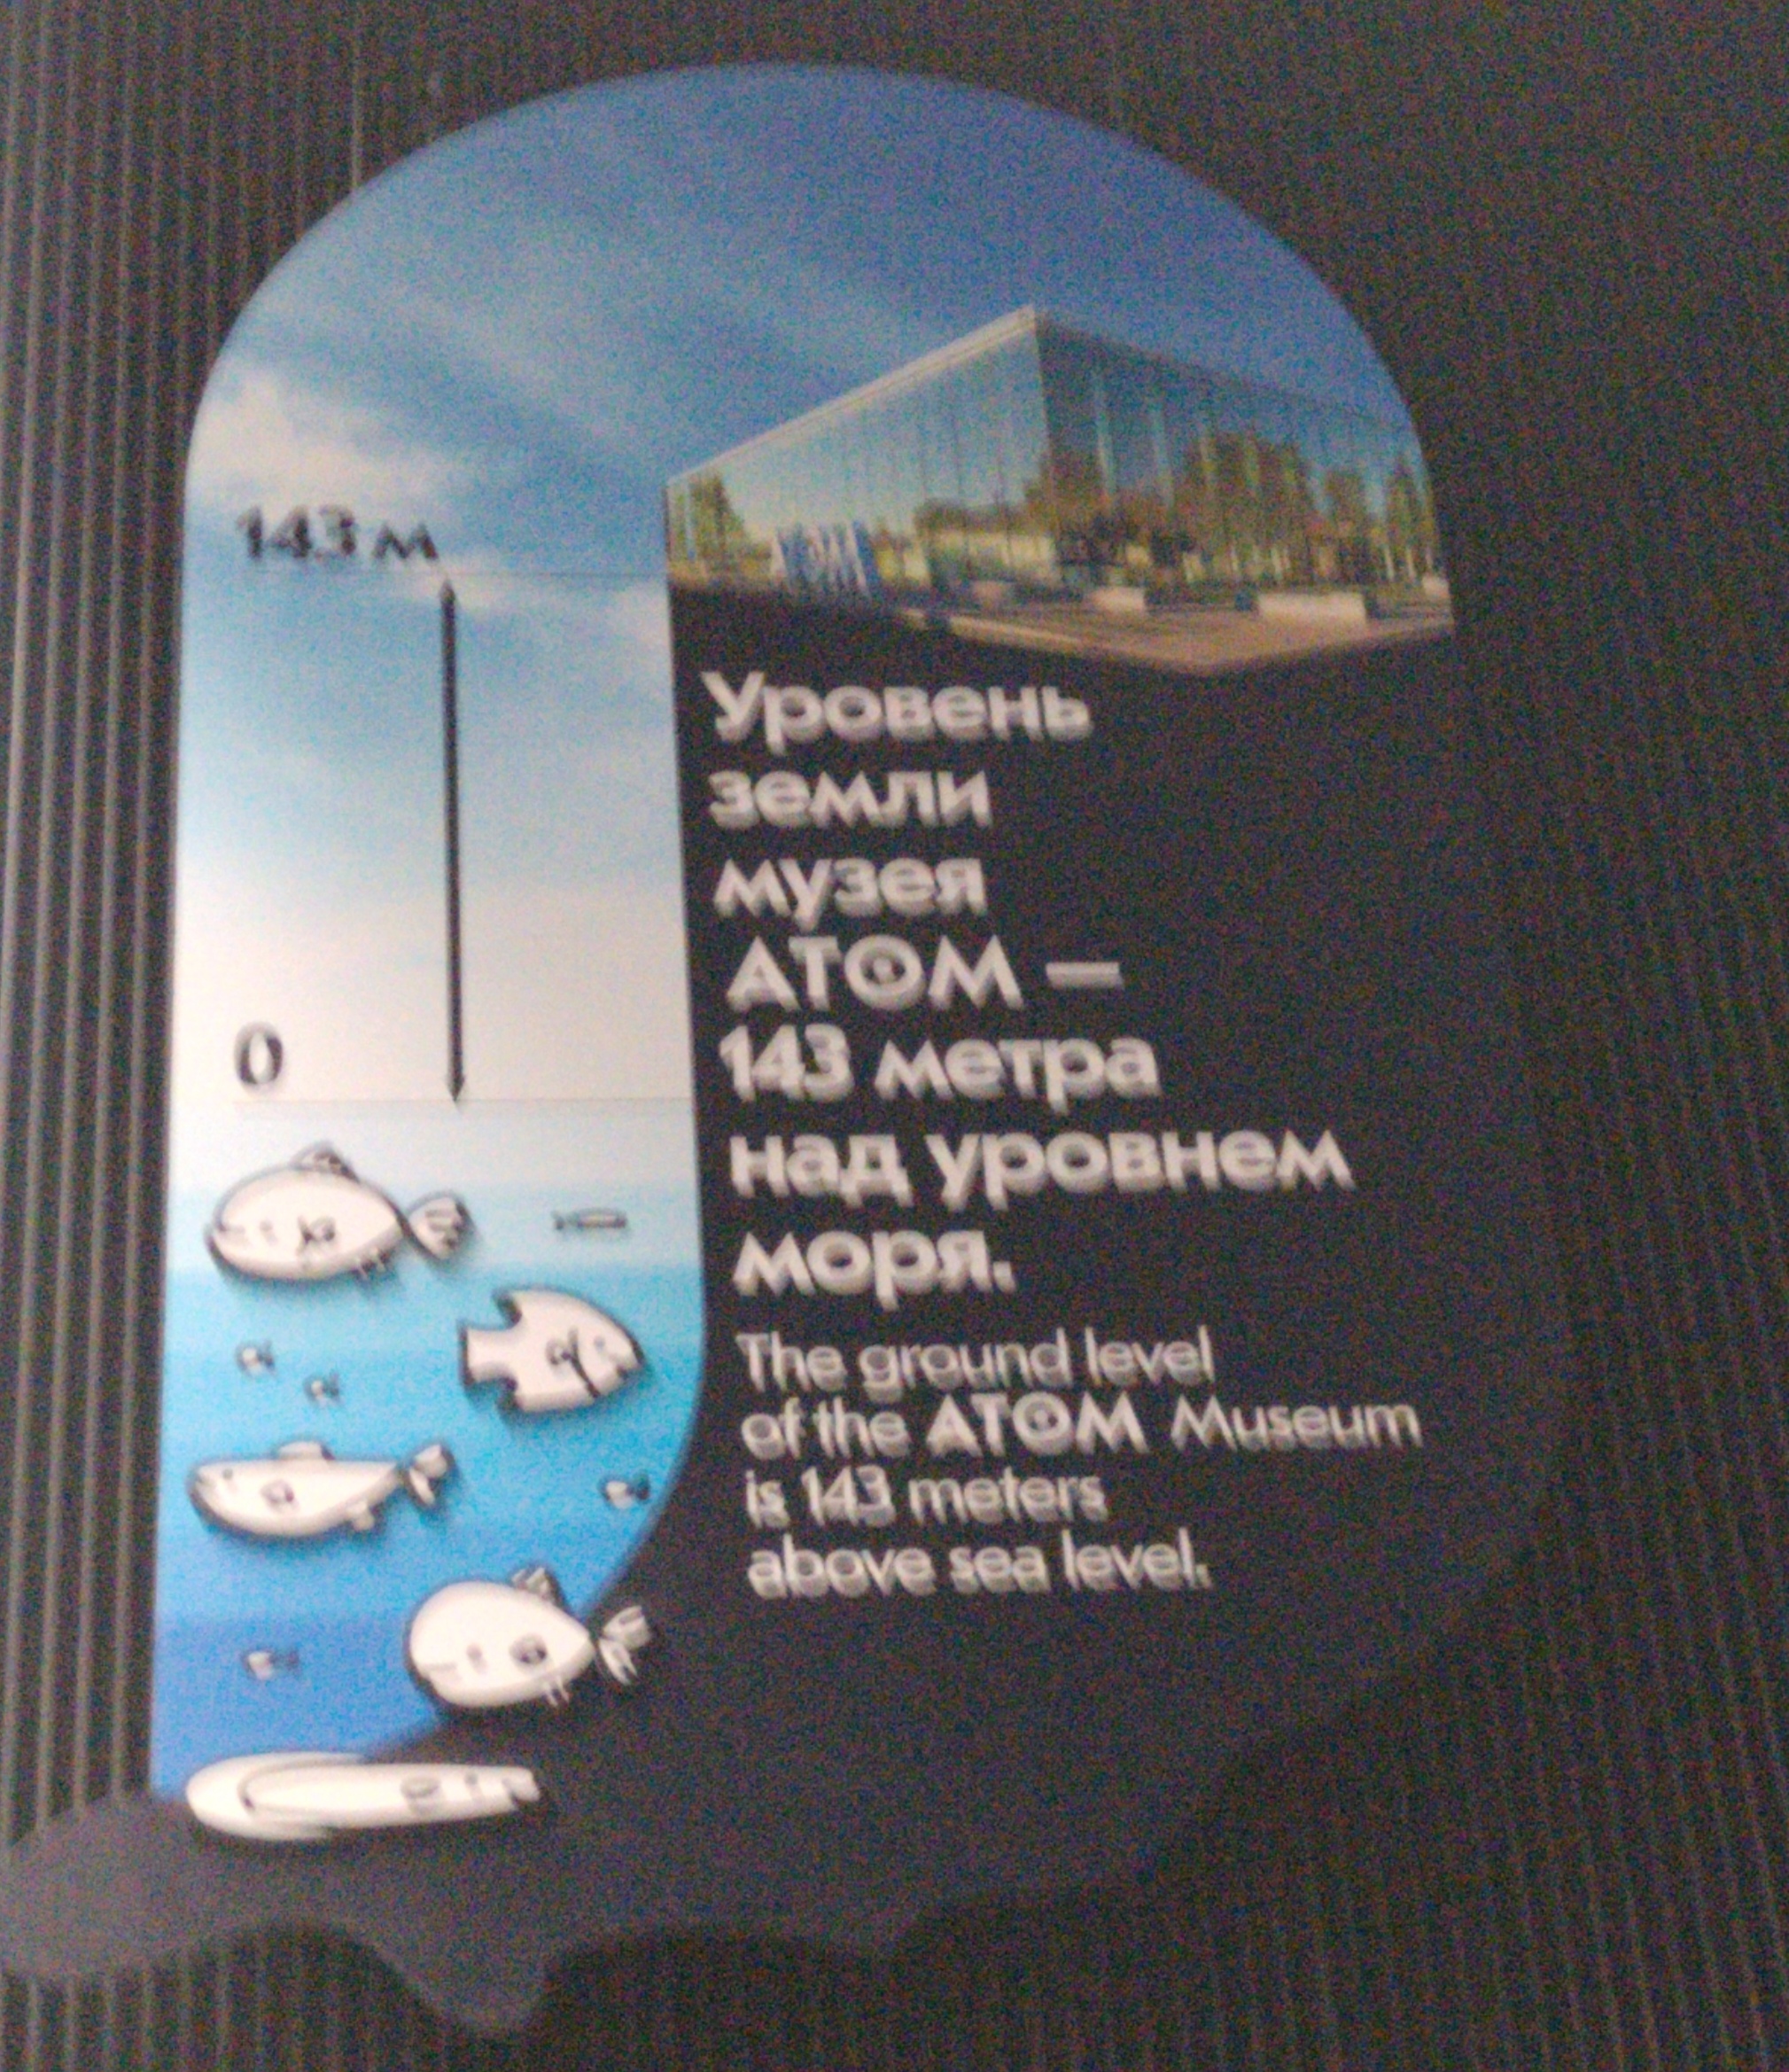 143 м
0
Уровень
земли
музея
АТОМ —
143 метра
над уровнем
моря.
The ground level
of the ATOM Museum
is 143 meters
above sea level.